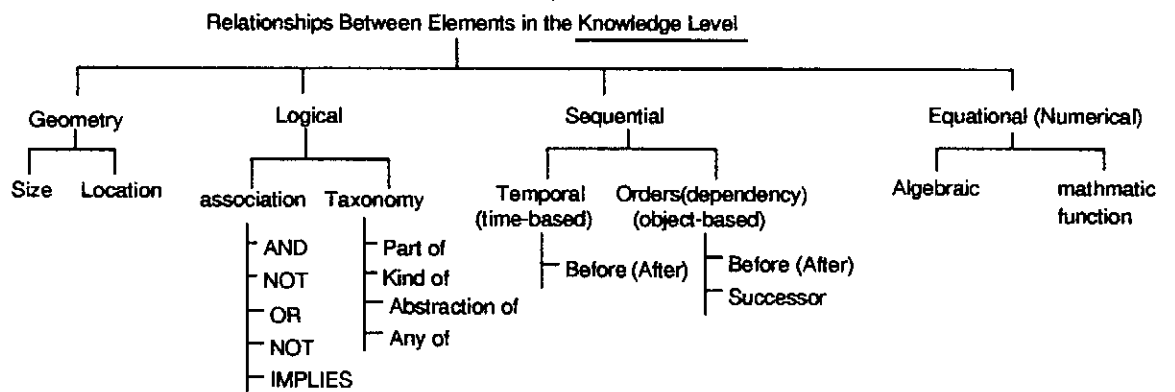 Relationships Between Elements in the Knowledge Level
Geometry
Logical
Sequential
Equational (Numerical)
Size
Location
association
Taxonomy
Temporal
(time-based)
Orders(dependency)
(object-based)
Algebraic
mathmatic
function
AND
NOT
OR
NOT
IMPLIES
Part of
Kind of
Abstraction of
Any of
Before (After)
Before (After)
Successor